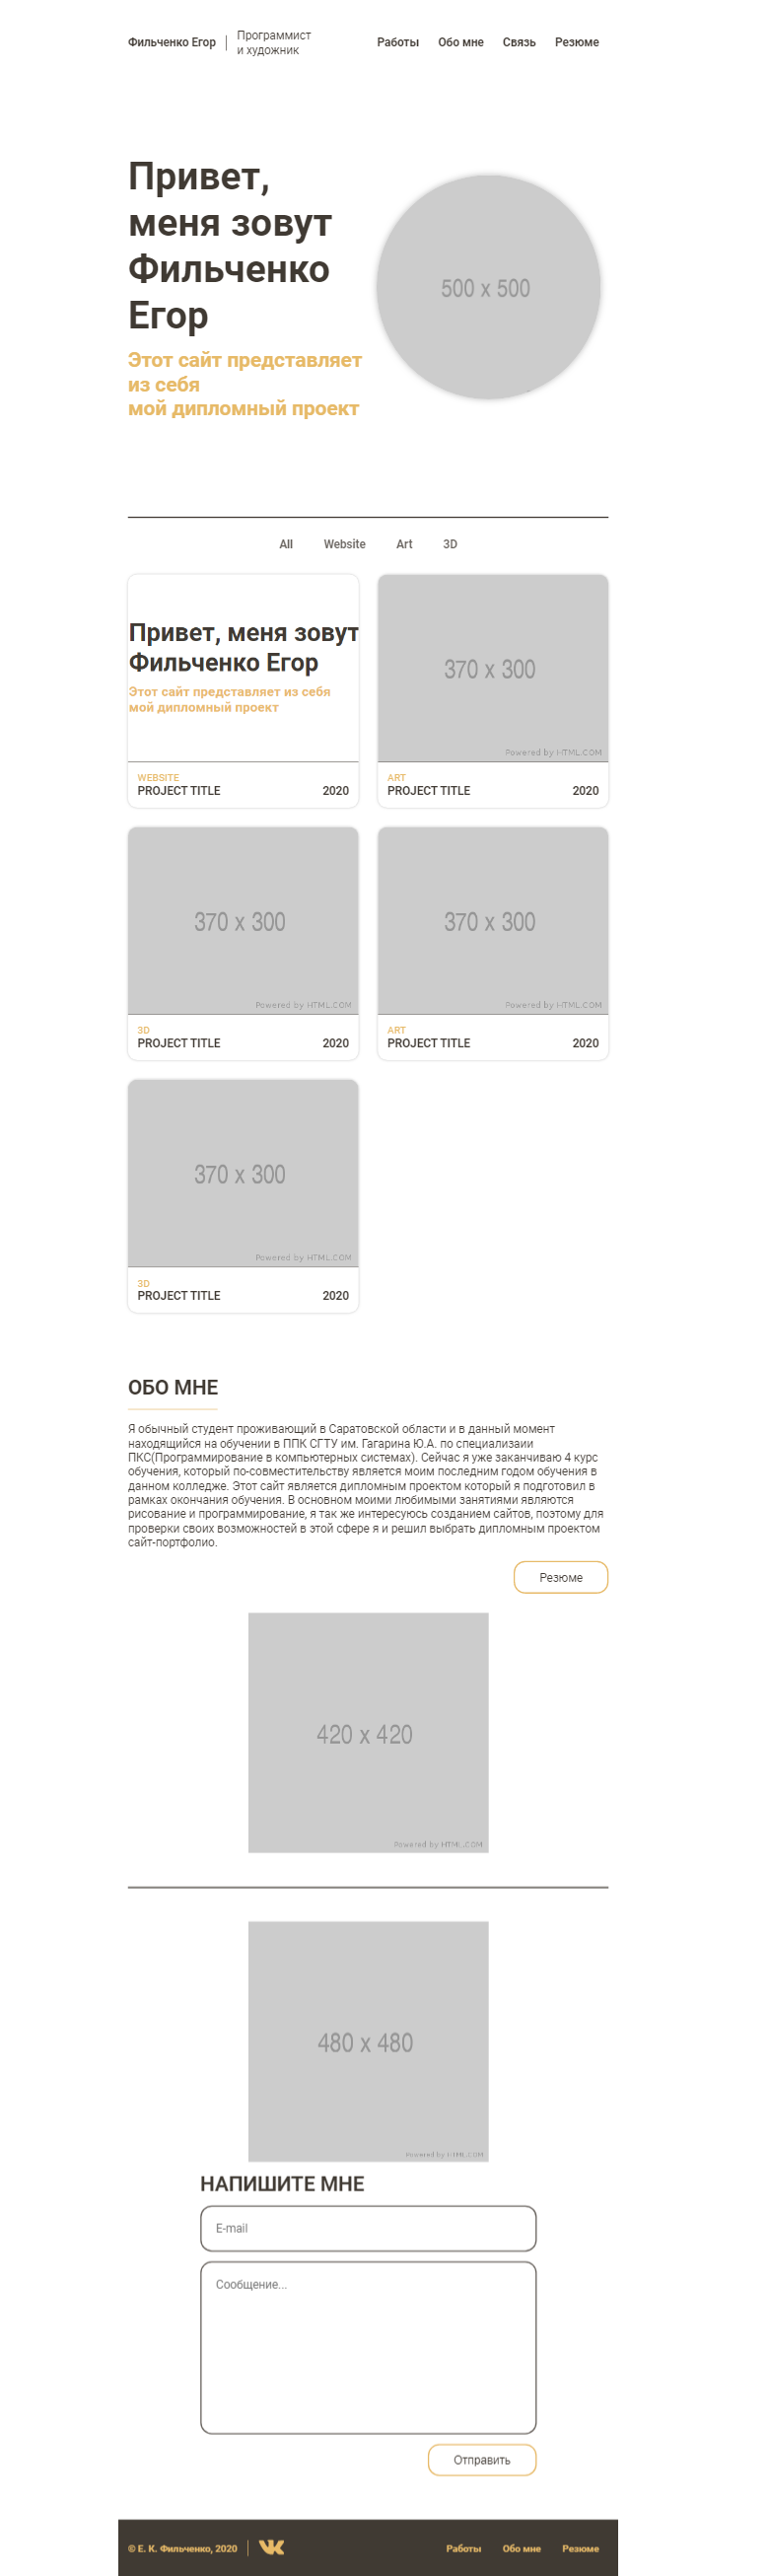 Фильченко Егор
Программист
и художник
Работы Обо мне Связь Резюме
Привет,
меня зовут
Фильченко
Егор
Этот сайт представляет
из себя
мой дипломный проект
500 x 500
All Website Art 3D
Привет, меня зовут
Фильченко Егор
Этот сайт представляет из себя
мой дипломный проект
WEBSITE
PROJECT TITLE 2020
370 x 300
Powered by HTML.COM
ART
PROJECT TITLE 2020
370 x 300
Powered by HTML.COM
3D
PROJECT TITLE 2020
370 x 300
Powered by HTML.COM
ART
PROJECT TITLE 2020
370 x 300
Powered by HTML.COM
3D
PROJECT TITLE 2020
ОБО МНЕ
Я обычный студент проживающий в Саратовской области и в данный момент
находящийся на обучении в ППК СГТУ им. Гагарина Ю.А. по специализаии
ПКС(Программирование в компьютерных системах). Сейчас я уже заканчиваю 4 курс
обучения, который по-совместительству является моим последним годом обучения в
данном колледже. Этот сайт является дипломным проектом который я подготовил в
рамках окончания обучения. В основном моими любимыми занятиями являются
рисование и программирование, я так же интересуюсь созданием сайтов, поэтому для
проверки своих возможностей в этой сфере я и решил выбрать дипломным проектом
сайт-портфолио.
Резюме
420 x 420
Powered by HTML.COM
480 x 480
Powered by HTML.COM
НАПИШИТЕ МНЕ
E-mail
Сообщение...
Отправить
© Е. К. Фильченко, 2020
Работы Обо мне Резюме